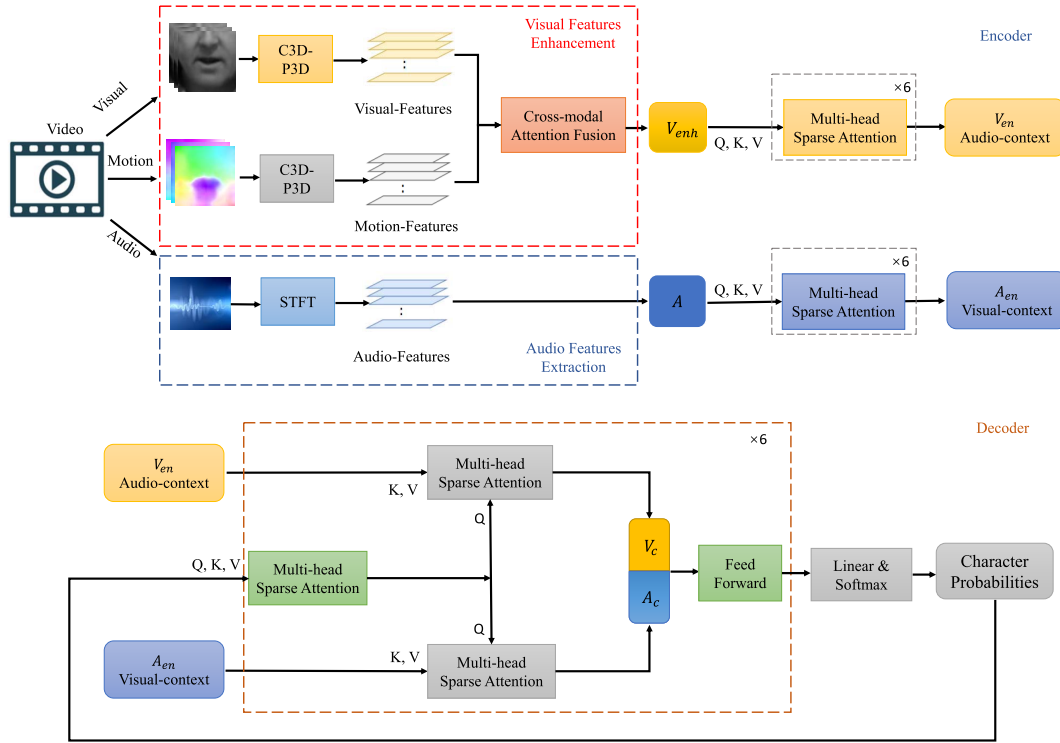 Visual Features
Enhancement
Encoder
Visual
C3D-
P3D
⋮
Visual-Features
Cross-modal
Attention Fusion
V_enh
Q, K, V
×6
Multi-head
Sparse Attention
V_en
Audio-context
Video
Motion
C3D-
P3D
⋮
Motion-Features
Audio
STFT
⋮
Audio-Features
Audio Features
Extraction
A
Q, K, V
×6
Multi-head
Sparse Attention
A_en
Visual-context
Decoder
×6
V_en
Audio-context
K, V
Multi-head
Sparse Attention
Q
Q, K, V
Multi-head
Sparse Attention
V_c
A_c
Feed
Forward
Linear &
Softmax
Character
Probabilities
Q
A_en
Visual-context
K, V
Multi-head
Sparse Attention